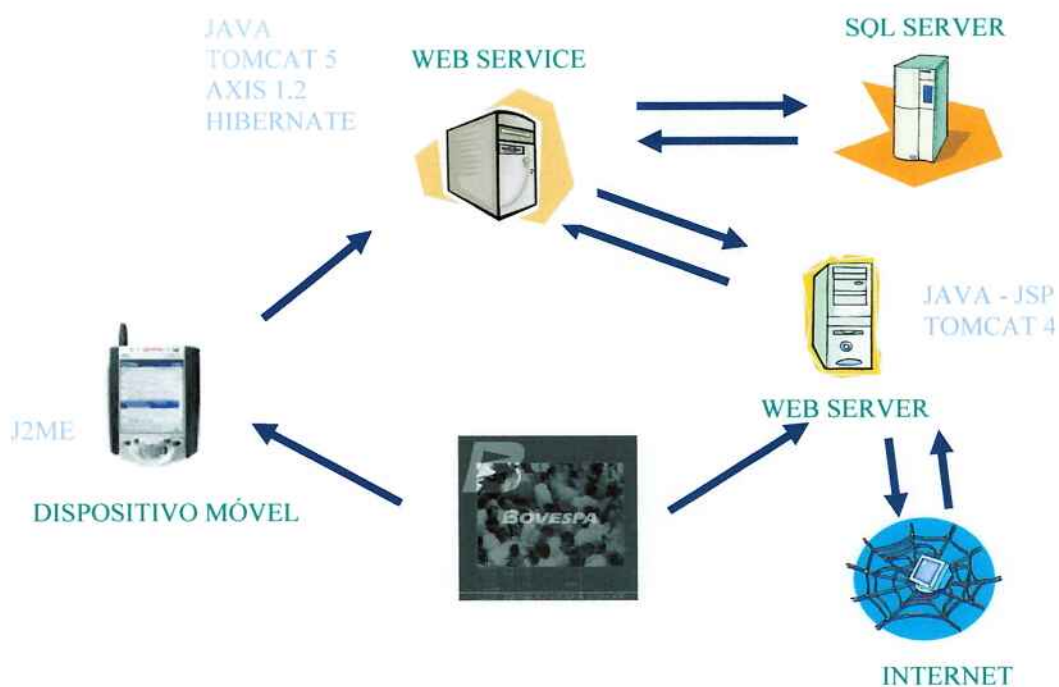 JAVA
TOMCAT 5
AXIS 1.2
HIBERNATE
WEB SERVICE
SQL SERVER
JAVA - JSP
TOMCAT 4
WEB SERVER
J2ME
DISPOSITIVO MÓVEL
B
BOVESPA
INTERNET